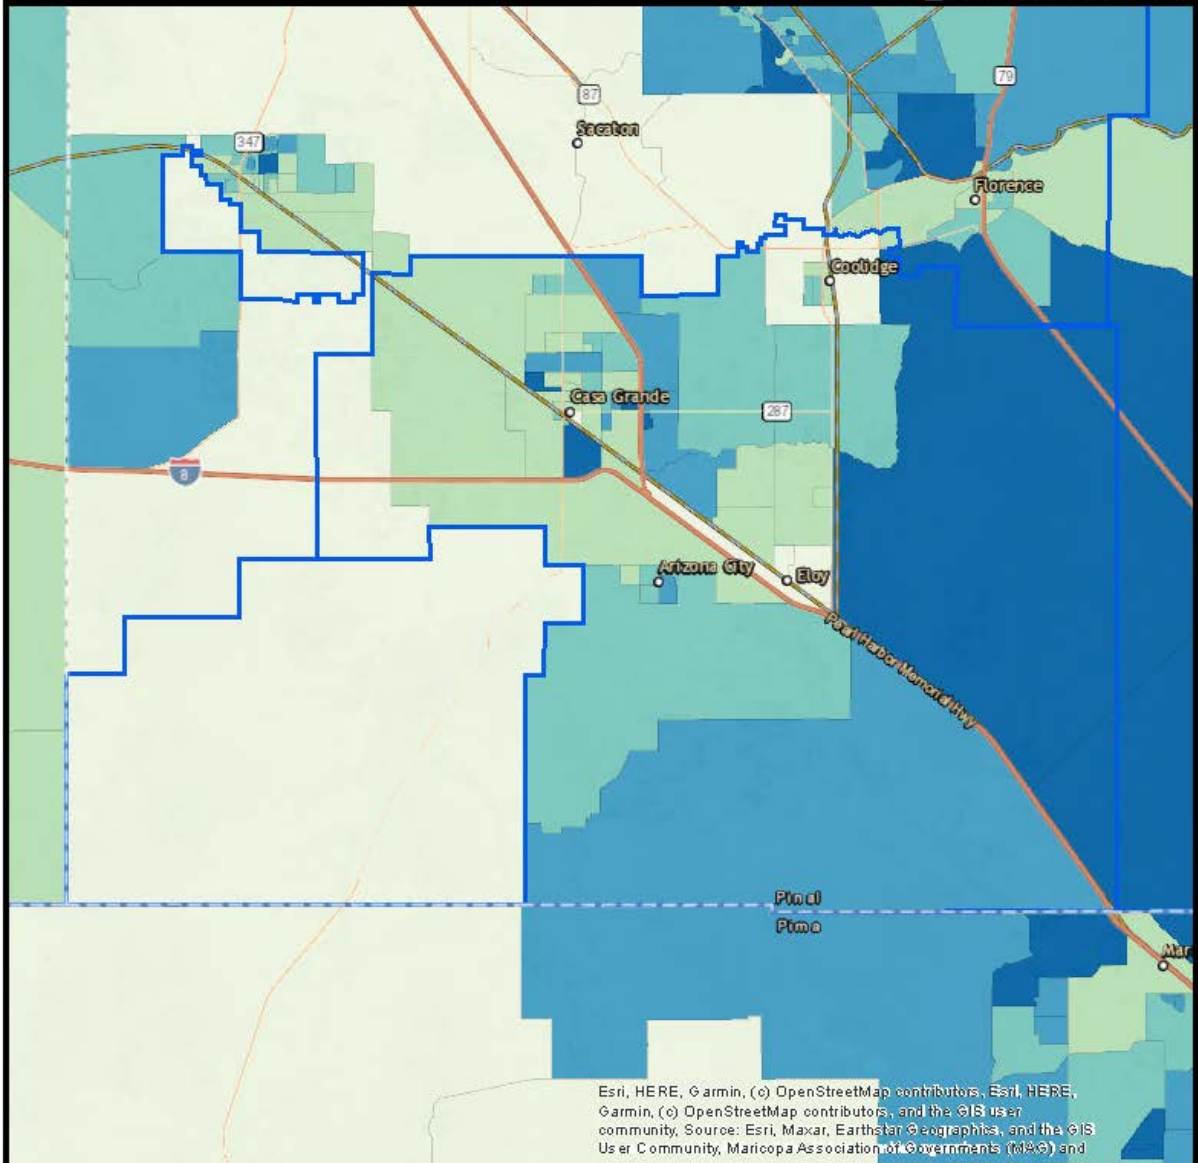 79
87
Sacaton
347
Florence
Coolidge
Casa Grande
287
8
Arizona City
Eloy
Pearl Harbor Memorial Hwy
Pinal
Pima
Mar
Esri, HERE, Garmin, (c) OpenStreetMap contributors, Esri, HERE,
Garmin, (c) OpenStreetMap contributors, and the GIS user
community, Source: Esri, Maxar, Earthstar Geographics, and the GIS
User Community, Maricopa Association of Governments (MAG) and